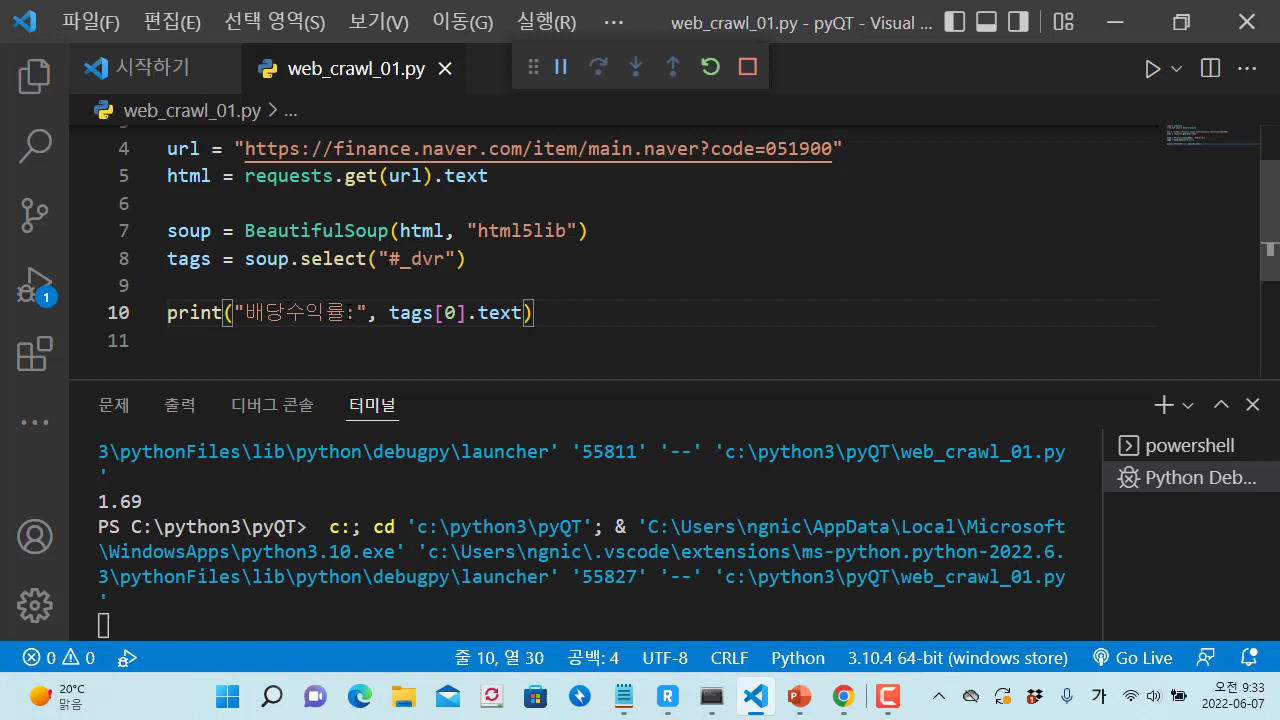 파일(F) 편집(E) 선택 영역(S) 보기(V) 이동(G) 실행(R) ··· web_crawl_01.py - pyQT - Visual ...
시작하기 web_crawl_01.py
web_crawl_01.py > ...
4 url = "https://finance.naver.com/item/main.naver?code=051900"
5 html = requests.get(url).text
6
7 soup = BeautifulSoup(html, "html5lib")
8 tags = soup.select("#_dvr")
9
10 print("배당수익률:", tags[0].text)
11
문제 출력 디버그 콘솔 터미널
3\pythonFiles\lib\python\debugpy\launcher' '55811' '--' 'c:\python3\pyQT\web_crawl_01.py
'
1.69
PS C:\python3\pyQT> c:; cd 'c:\python3\pyQT'; & 'C:\Users\ngnic\AppData\Local\Microsoft
\WindowsApps\python3.10.exe' 'c:\Users\ngnic\.vscode\extensions\ms-python.python-2022.6.
3\pythonFiles\lib\python\debugpy\launcher' '55827' '--' 'c:\python3\pyQT\web_crawl_01.py
'
powershell
Python Deb...
1
0 0 줄 10, 열 30 공백: 4 UTF-8 CRLF Python 3.10.4 64-bit (windows store) Go Live
20°C
맑음
가
오전 9:33
2022-06-07